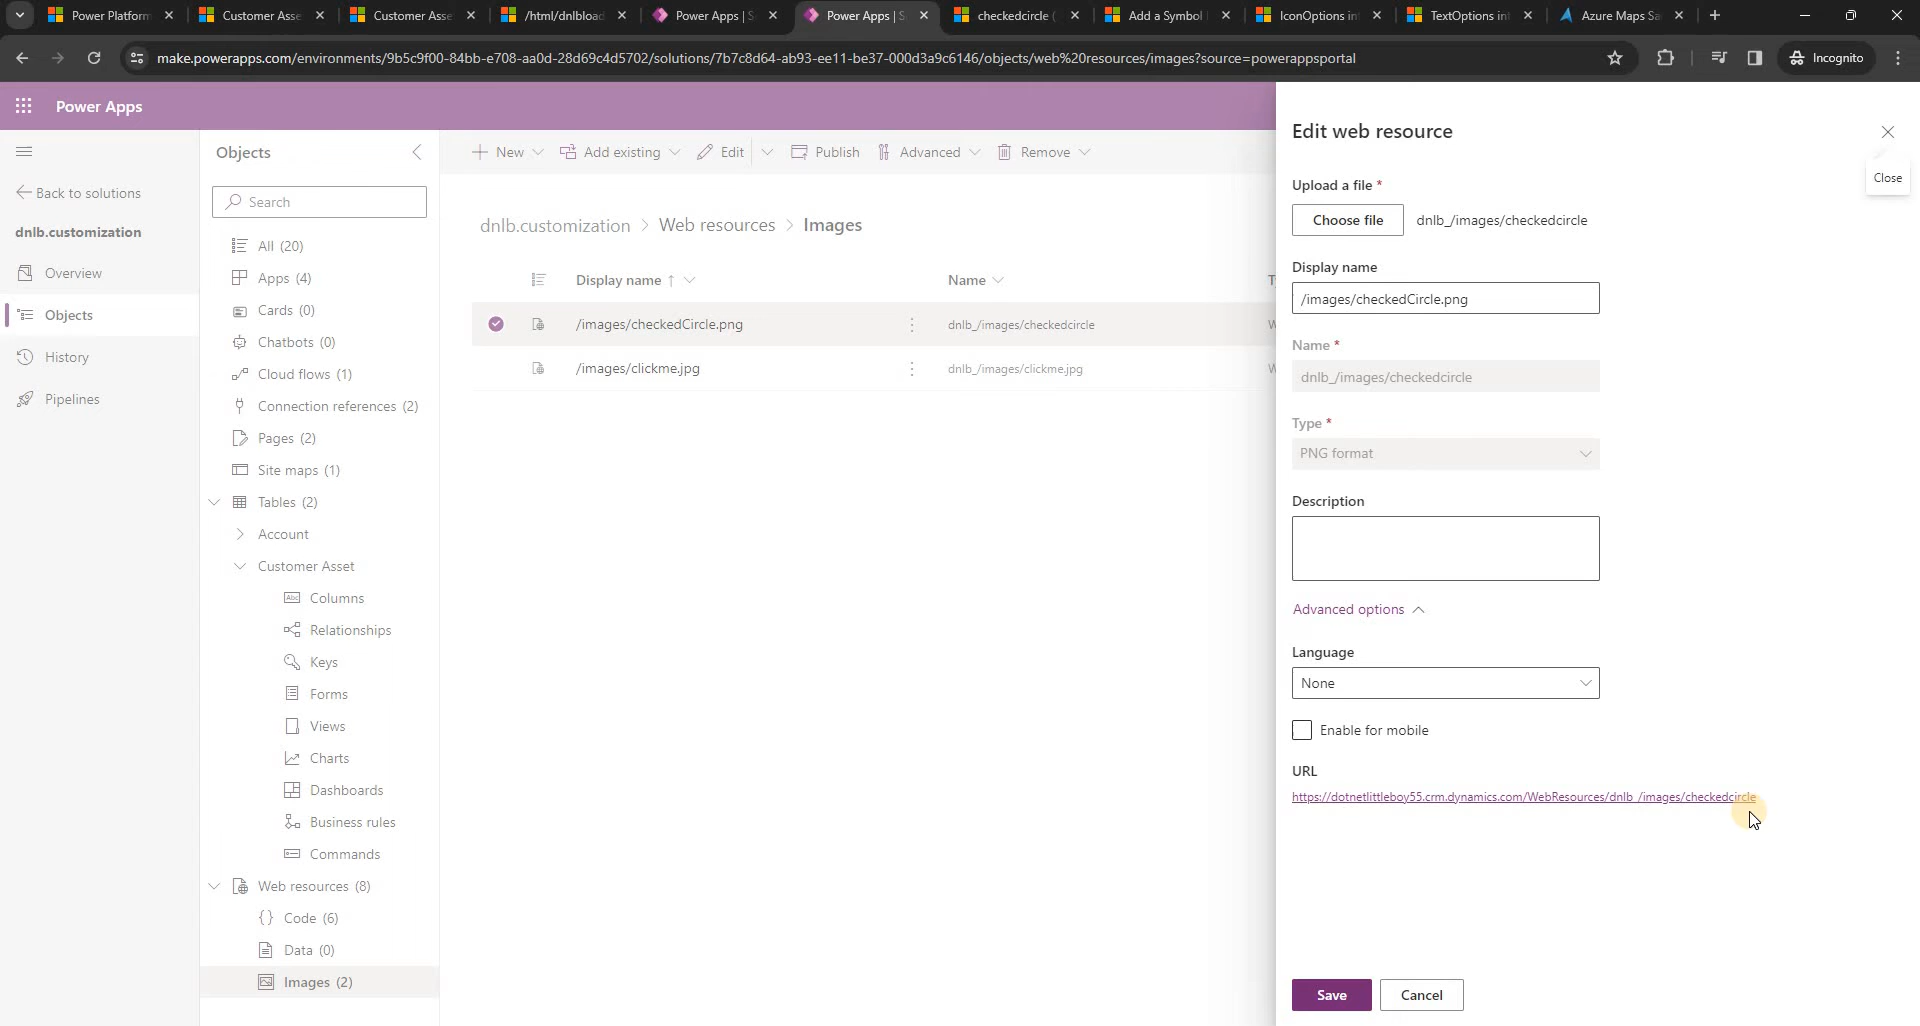 Power Platform
Customer Asse
Customer Asse
/html/dnlbload
Power Apps | S
Power Apps | S
checkedcircle (
Add a Symbol
IconOptions in
TextOptions in
Azure Maps Sa
make.powerapps.com/environments/9b5c9f00-84bb-e708-aa0d-28d69c4d5702/solutions/7b7c8d64-ab93-ee11-be37-000d3a9c6146/objects/web%20resources/images?source=powerappsportal
Incognito
Power Apps
Back to solutions
dnlb.customization
Overview
Objects
History
Pipelines
Objects
Search
All (20)
Apps (4)
Cards (0)
Chatbots (0)
Cloud flows (1)
Connection references (2)
Pages (2)
Site maps (1)
Tables (2)
Account
Customer Asset
Abc Columns
Relationships
Keys
Forms
Views
Charts
Dashboards
Business rules
Commands
Web resources (8)
Code (6)
Data (0)
Images (2)
New Add existing Edit Publish Advanced Remove
dnlb.customization > Web resources > Images
Display name ↑ Name Ty
/images/checkedCircle.png dnlb_/images/checkedcircle W
/images/clickme.jpg dnlb_/images/clickme.jpg W
Edit web resource
Close
Upload a file *
Choose file dnlb_/images/checkedcircle
Display name
/images/checkedCircle.png
Name *
dnlb_/images/checkedcircle
Type *
PNG format
Description
Advanced options
Language
None
Enable for mobile
URL
https://dotnetlittleboy55.crm.dynamics.com/WebResources/dnlb_/images/checkedcircle
Save Cancel